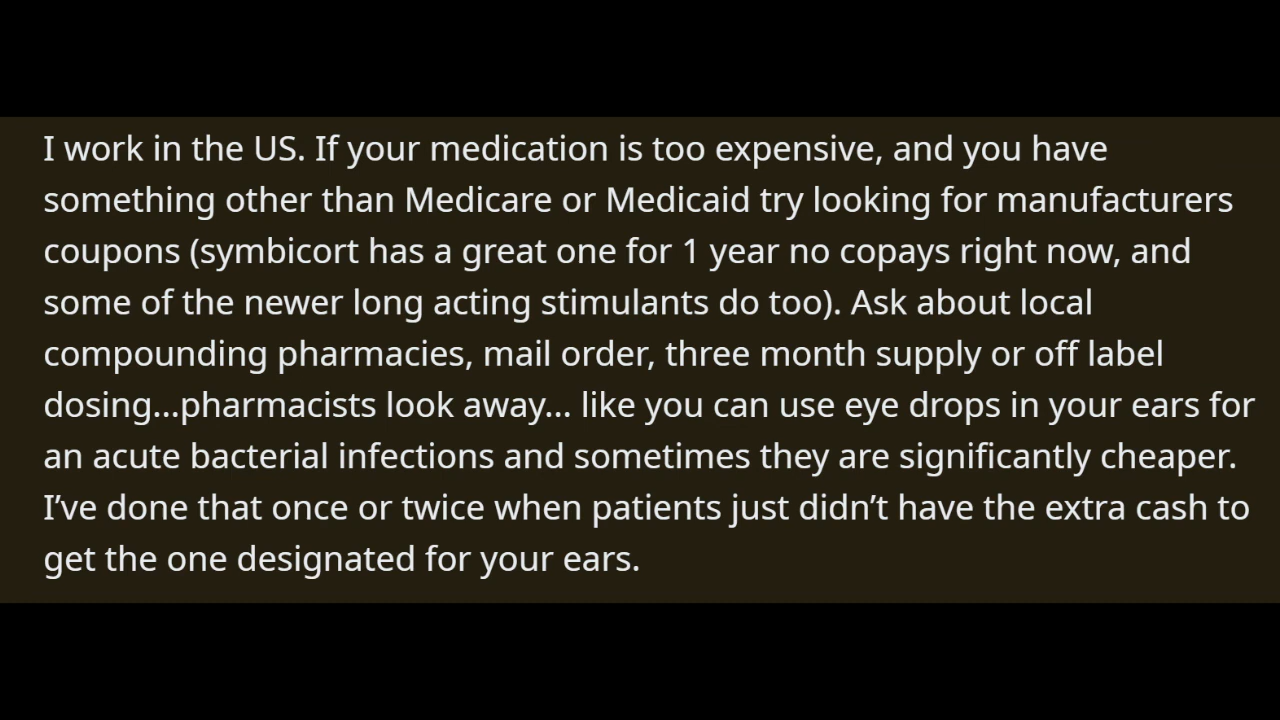 I work in the US. If your medication is too expensive, and you have
something other than Medicare or Medicaid try looking for manufacturers
coupons (symbicort has a great one for 1 year no copays right now, and
some of the newer long acting stimulants do too). Ask about local
compounding pharmacies, mail order, three month supply or off label
dosing...pharmacists look away... like you can use eye drops in your ears for
an acute bacterial infections and sometimes they are significantly cheaper.
I’ve done that once or twice when patients just didn’t have the extra cash to
get the one designated for your ears.